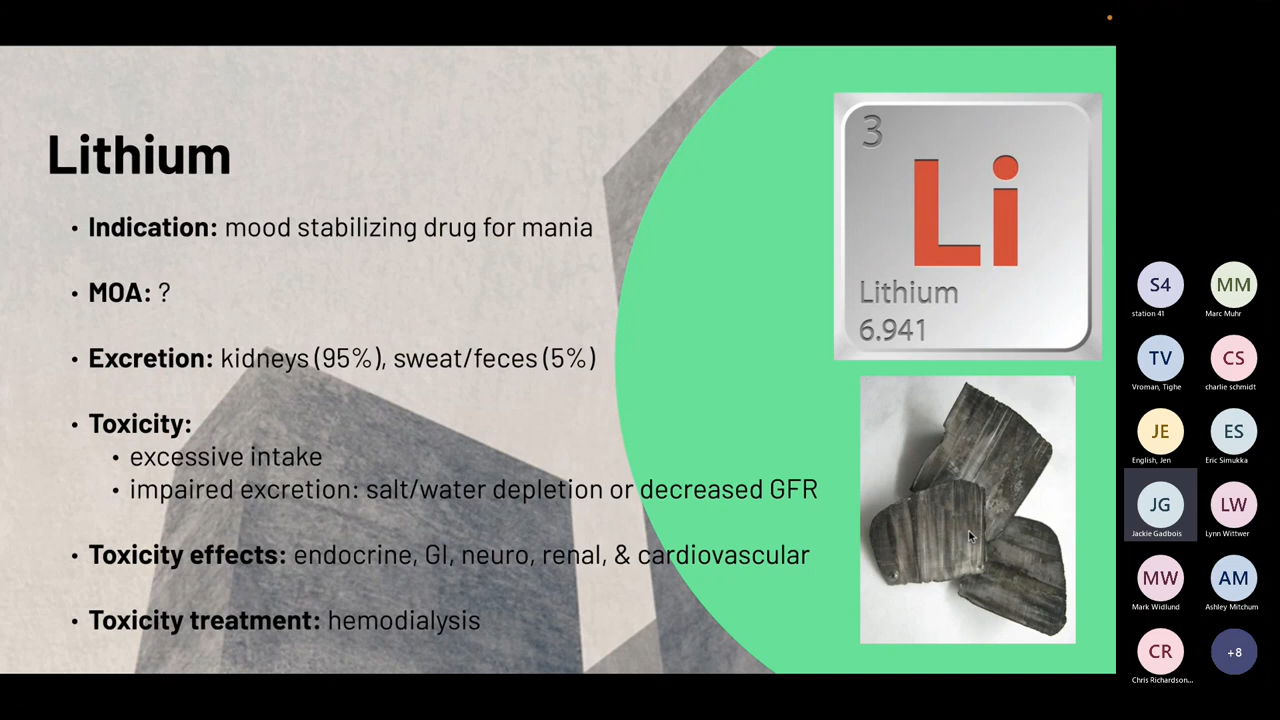 Lithium
• Indication: mood stabilizing drug for mania
• MOA: ?
• Excretion: kidneys (95%), sweat/feces (5%)
• Toxicity:
• excessive intake
• impaired excretion: salt/water depletion or decreased GFR
• Toxicity effects: endocrine, GI, neuro, renal, & cardiovascular
• Toxicity treatment: hemodialysis
3
Li
Lithium
6.941
S4
station 41
MM
Marc Muhr
TV
Vroman, Tighe
CS
charlie schmidt
JE
English, Jen
ES
Eric Simukka
JG
Jackie Gadbois
LW
Lynn Wittwer
MW
Mark Widlund
AM
Ashley Mitchum
CR
Chris Richardson...
+8